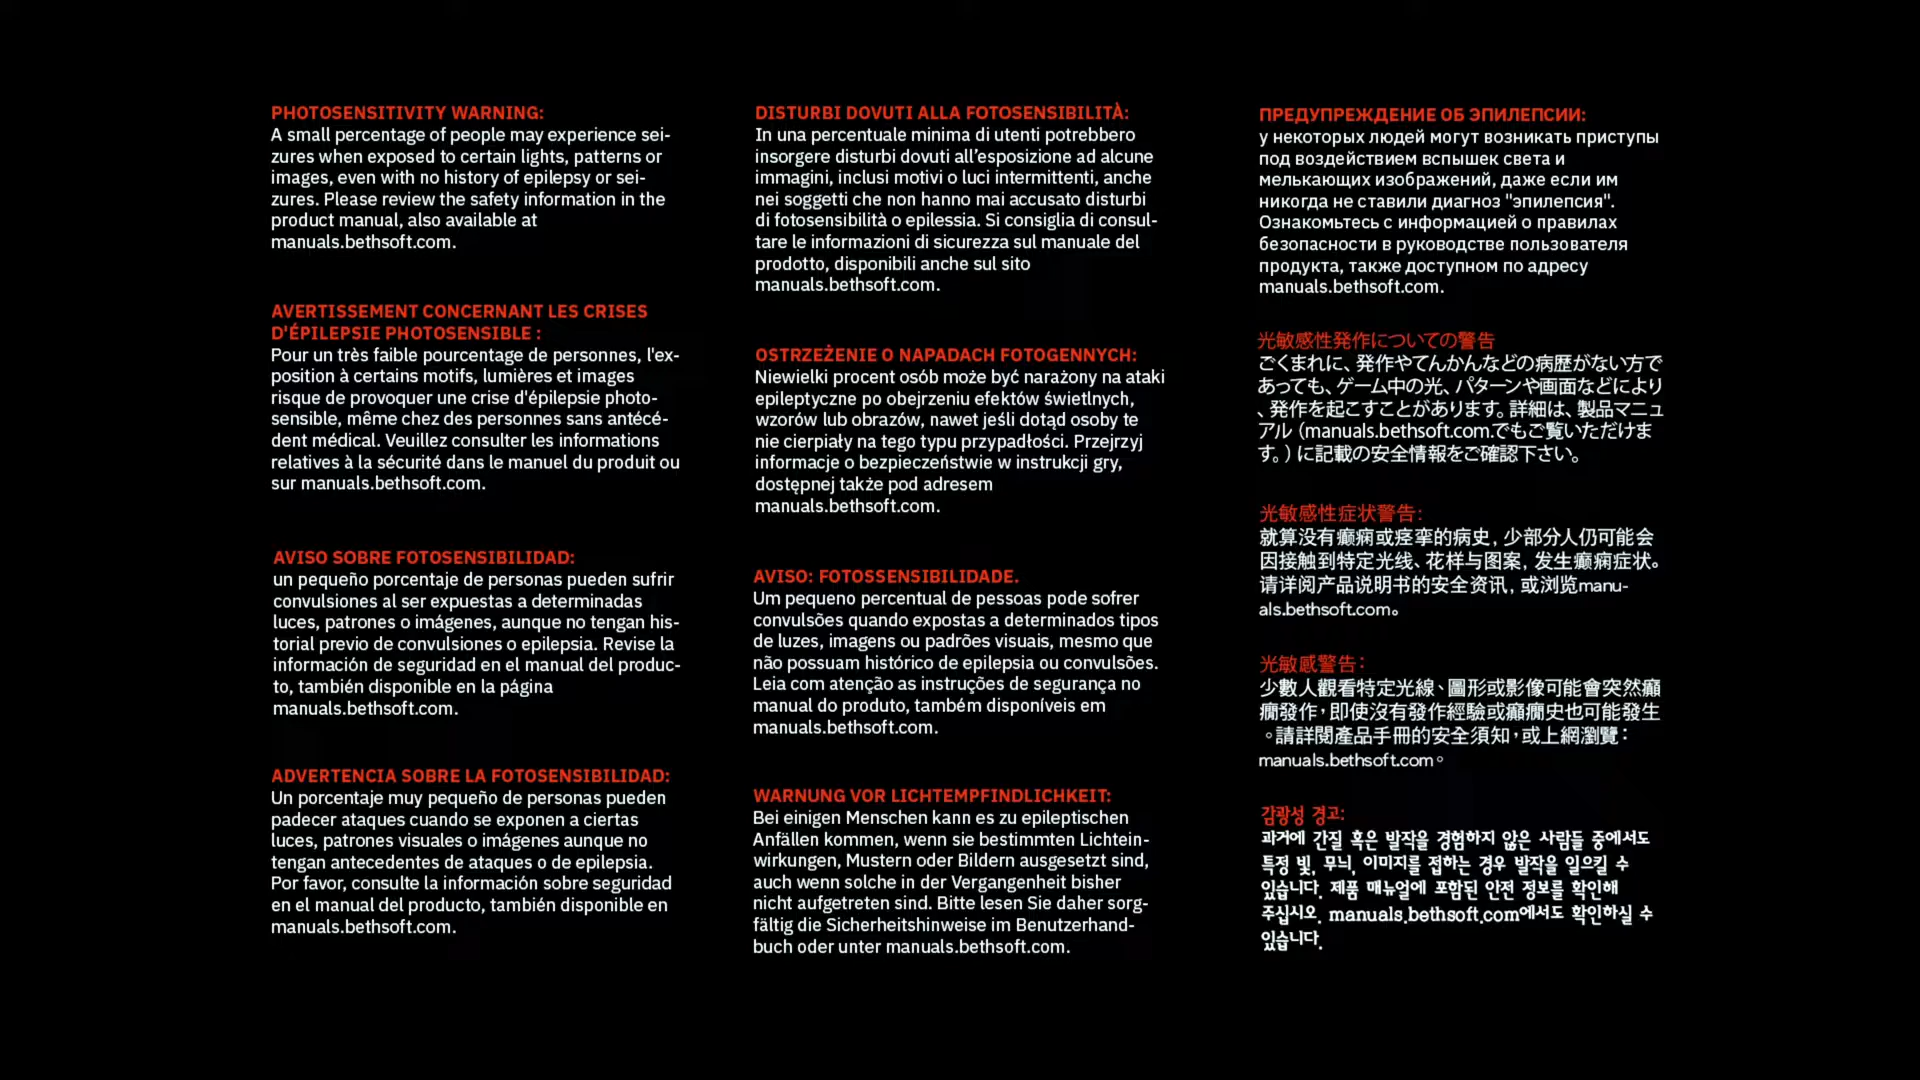 PHOTOSENSITIVITY WARNING:
A small percentage of people may experience sei-
zures when exposed to certain lights, patterns or
images, even with no history of epilepsy or sei-
zures. Please review the safety information in the
product manual, also available at
manuals.bethsoft.com.
AVERTISSEMENT CONCERNANT LES CRISES
D'ÉPILEPSIE PHOTOSENSIBLE :
Pour un très faible pourcentage de personnes, l'ex-
position à certains motifs, lumières et images
risque de provoquer une crise d'épilepsie photo-
sensible, même chez des personnes sans antécé-
dent médical. Veuillez consulter les informations
relatives à la sécurité dans le manuel du produit ou
sur manuals.bethsoft.com.
AVISO SOBRE FOTOSENSIBILIDAD:
un pequeño porcentaje de personas pueden sufrir
convulsiones al ser expuestas a determinadas
luces, patrones o imágenes, aunque no tengan his-
torial previo de convulsiones o epilepsia. Revise la
información de seguridad en el manual del produc-
to, también disponible en la página
manuals.bethsoft.com.
ADVERTENCIA SOBRE LA FOTOSENSIBILIDAD:
Un porcentaje muy pequeño de personas pueden
padecer ataques cuando se exponen a ciertas
luces, patrones visuales o imágenes aunque no
tengan antecedentes de ataques o de epilepsia.
Por favor, consulte la información sobre seguridad
en el manual del producto, también disponible en
manuals.bethsoft.com.
DISTURBI DOVUTI ALLA FOTOSENSIBILITÀ:
In una percentuale minima di utenti potrebbero
insorgere disturbi dovuti all’esposizione ad alcune
immagini, inclusi motivi o luci intermittenti, anche
nei soggetti che non hanno mai accusato disturbi
di fotosensibilità o epilessia. Si consiglia di consul-
tare le informazioni di sicurezza sul manuale del
prodotto, disponibili anche sul sito
manuals.bethsoft.com.
OSTRZEŻENIE O NAPADACH FOTOGENNYCH:
Niewielki procent osób może być narażony na ataki
epileptyczne po obejrzeniu efektów świetlnych,
wzorów lub obrazów, nawet jeśli dotąd osoby te
nie cierpiały na tego typu przypadłości. Przejrzyj
informacje o bezpieczeństwie w instrukcji gry,
dostępnej także pod adresem
manuals.bethsoft.com.
AVISO: FOTOSSENSIBILIDADE.
Um pequeno percentual de pessoas pode sofrer
convulsões quando expostas a determinados tipos
de luzes, imagens ou padrões visuais, mesmo que
não possuam histórico de epilepsia ou convulsões.
Leia com atenção as instruções de segurança no
manual do produto, também disponíveis em
manuals.bethsoft.com.
WARNUNG VOR LICHTEMPFINDLICHKEIT:
Bei einigen Menschen kann es zu epileptischen
Anfällen kommen, wenn sie bestimmten Lichtein-
wirkungen, Mustern oder Bildern ausgesetzt sind,
auch wenn solche in der Vergangenheit bisher
nicht aufgetreten sind. Bitte lesen Sie daher sorg-
fältig die Sicherheitshinweise im Benutzerhand-
buch oder unter manuals.bethsoft.com.
ПРЕДУПРЕЖДЕНИЕ ОБ ЭПИЛЕПСИИ:
у некоторых людей могут возникать приступы
под воздействием вспышек света и
мелькающих изображений, даже если им
никогда не ставили диагноз "эпилепсия".
Ознакомьтесь с информацией о правилах
безопасности в руководстве пользователя
продукта, также доступном по адресу
manuals.bethsoft.com.
光敏感性発作についての警告
ごくまれに、発作やてんかんなどの病歴がない方で
あっても、ゲーム中の光、パターンや画面などにより
、発作を起こすことがあります。詳細は、製品マニュ
アル（manuals.bethsoft.com.でもご覧いただけま
す。）に記載の安全情報をご確認下さい。
光敏感性症状警告：
就算没有癫痫或痉挛的病史，少部分人仍可能会
因接触到特定光线、花样与图案，发生癫痫症状。
请详阅产品说明书的安全资讯，或浏览manu-
als.bethsoft.com。
光敏感警告：
少數人觀看特定光線、圖形或影像可能會突然癲
癇發作，即使沒有發作經驗或癲癇史也可能發生
。請詳閱產品手冊的安全須知，或上網瀏覽：
manuals.bethsoft.com。
감광성 경고:
과거에 간질 혹은 발작을 경험하지 않은 사람들 중에서도
특정 빛, 무늬, 이미지를 접하는 경우 발작을 일으킬 수
있습니다. 제품 매뉴얼에 포함된 안전 정보를 확인해
주십시오. manuals.bethsoft.com에서도 확인하실 수
있습니다.